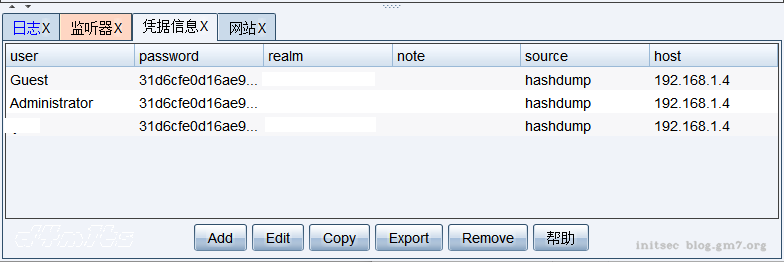 日志X 监听器X 凭据信息X 网站X
user password realm note source host
Guest 31d6cfe0d16ae9... hashdump 192.168.1.4
Administrator 31d6cfe0d16ae9... hashdump 192.168.1.4
31d6cfe0d16ae9... hashdump 192.168.1.4
Add Edit Copy Export Remove 帮助
initsec blog.gm7.org